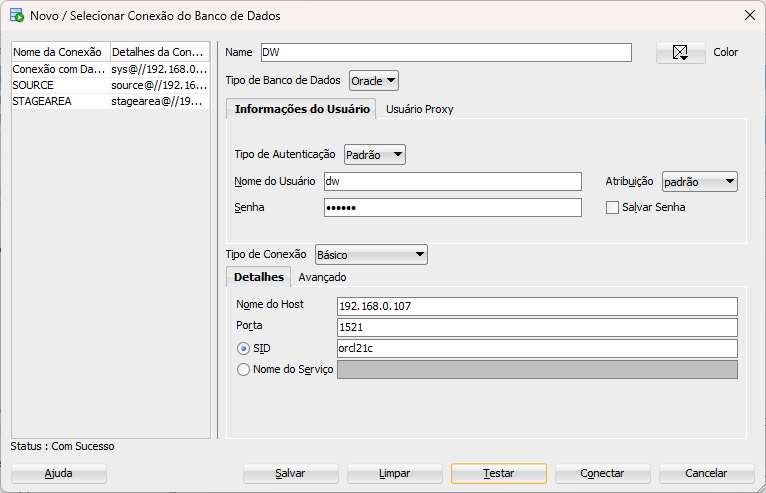 Novo / Selecionar Conexão do Banco de Dados
Nome da Conexão Detalhes da Con...
Conexão com Da... sys@//192.168.0...
SOURCE source@//192.16...
STAGEAREA stagearea@//19...
Name DW Color
Tipo de Banco de Dados Oracle
Informações do Usuário Usuário Proxy
Tipo de Autenticação Padrão
Nome do Usuário dw Atribuição padrão
Senha •••••• Salvar Senha
Tipo de Conexão Básico
Detalhes Avançado
Nome do Host 192.168.0.107
Porta 1521
SID orcl21c
Nome do Serviço
Status : Com Sucesso
Ajuda Salvar Limpar Testar Conectar Cancelar